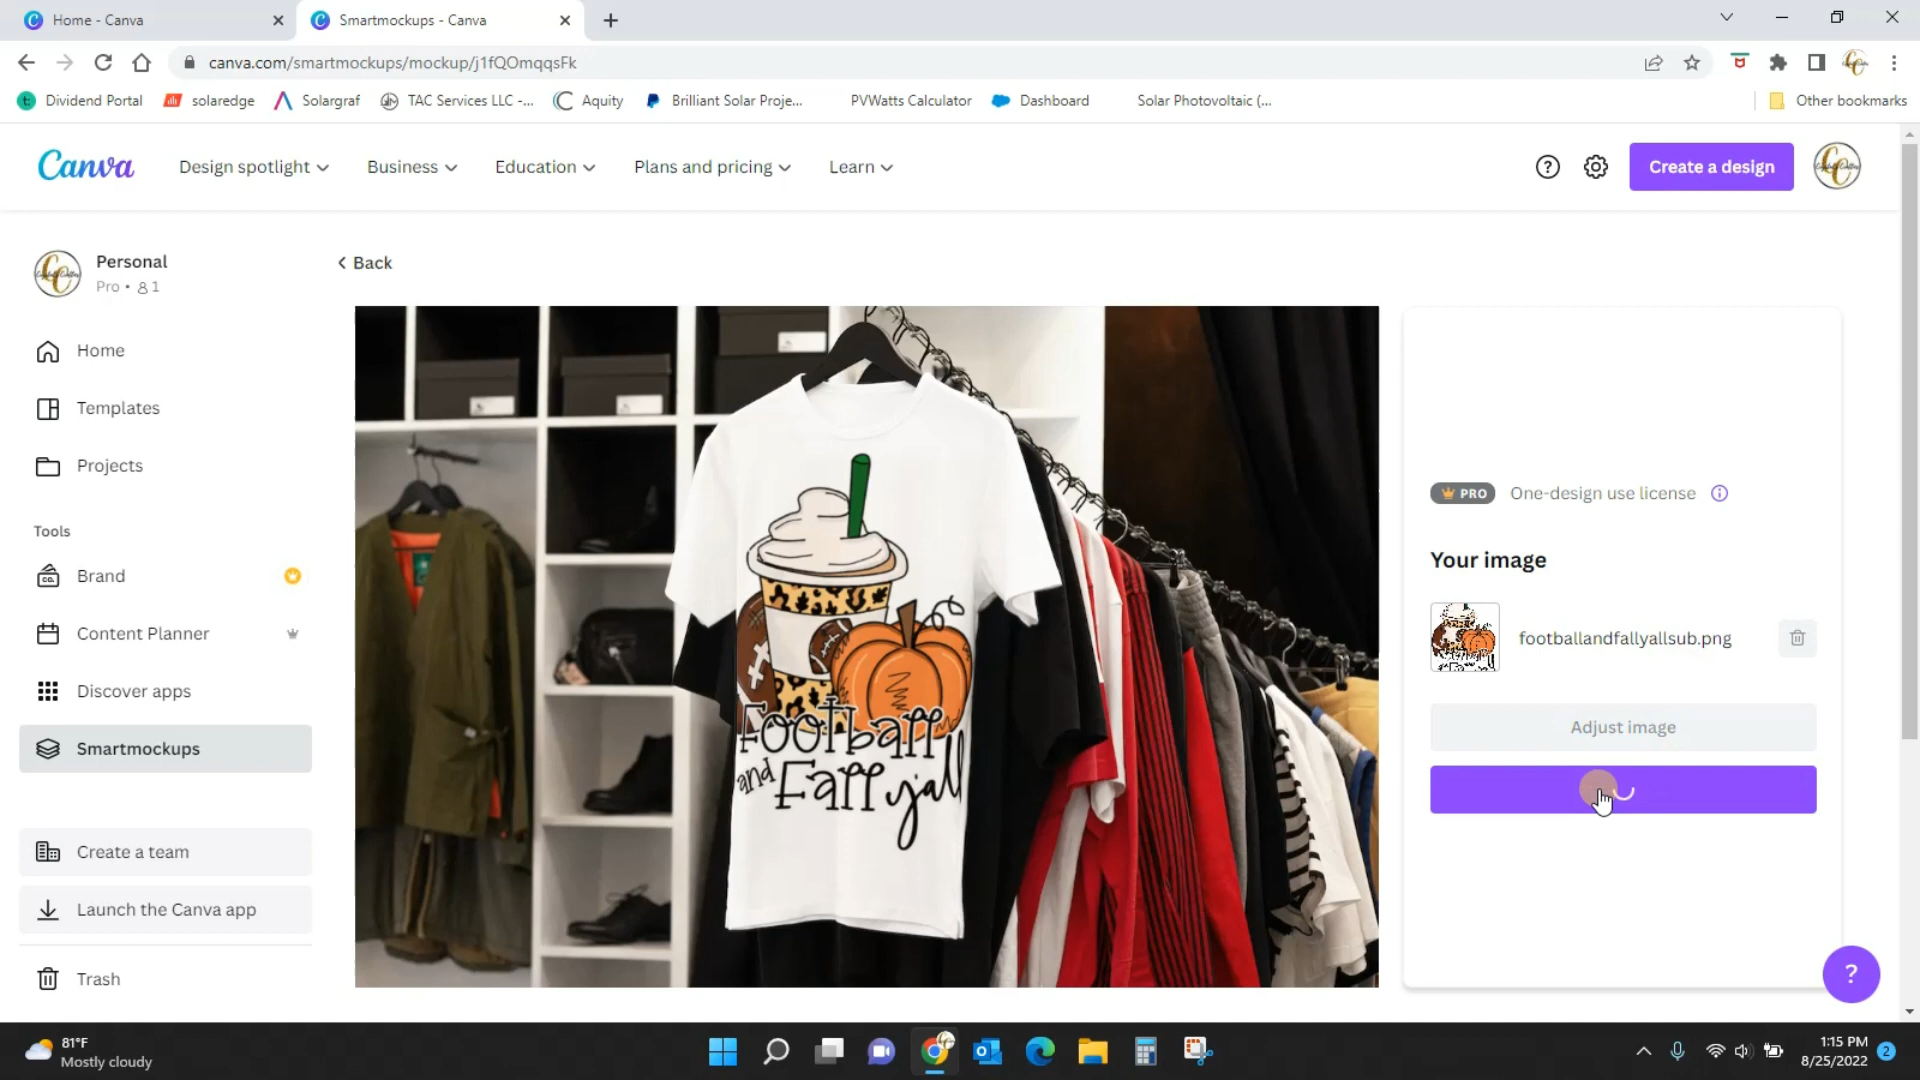 Home - Canva
Smartmockups - Canva
canva.com/smartmockups/mockup/j1fQOmqqsFk
Dividend Portal
solaredge
Solargraf
TAC Services LLC -...
Aquity
Brilliant Solar Proje...
PVWatts Calculator
Dashboard
Solar Photovoltaic (...
Other bookmarks
Canva
Design spotlight
Business
Education
Plans and pricing
Learn
Create a design
Personal
Pro • 1
Back
Home
Templates
Projects
Tools
Brand
Content Planner
Discover apps
Smartmockups
Create a team
Launch the Canva app
Trash
Football
and Fall y'all
PRO One-design use license
Your image
footballandfallyallsub.png
Adjust image
?
81°F
Mostly cloudy
1:15 PM
8/25/2022
2